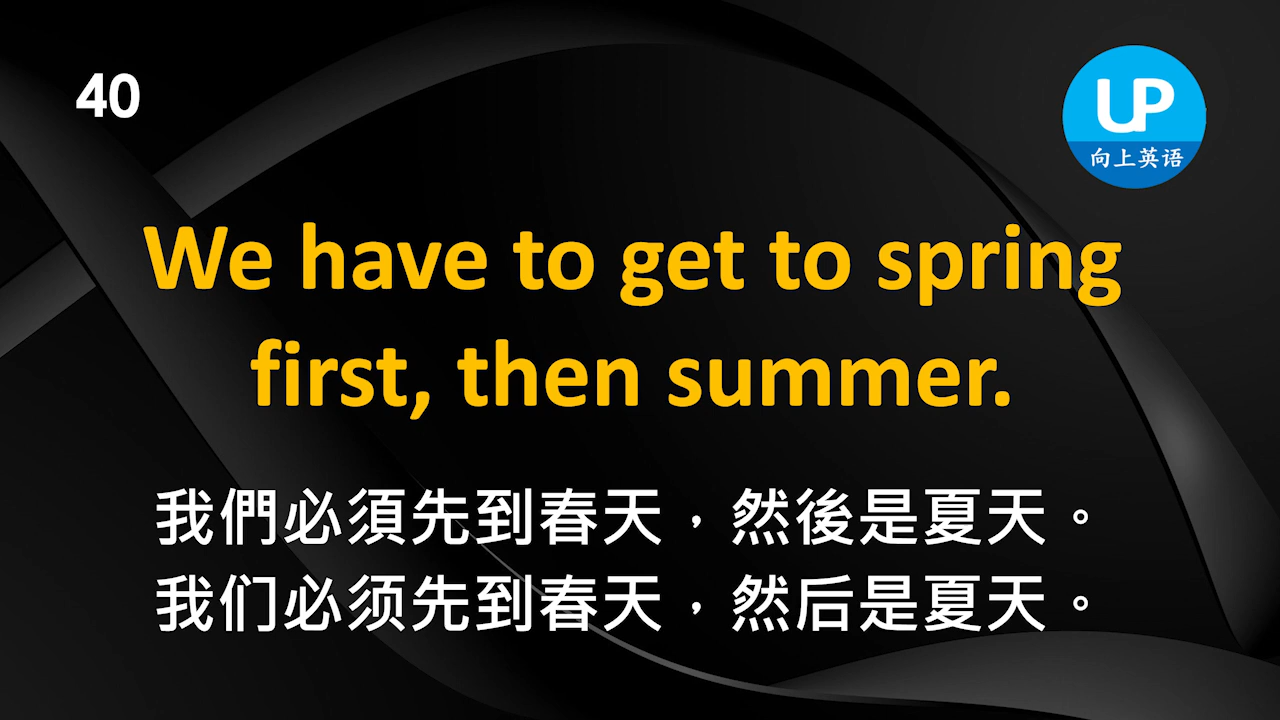 40
UP
向上英语
We have to get to spring
first, then summer.
我們必須先到春天，然後是夏天。
我们必须先到春天，然后是夏天。